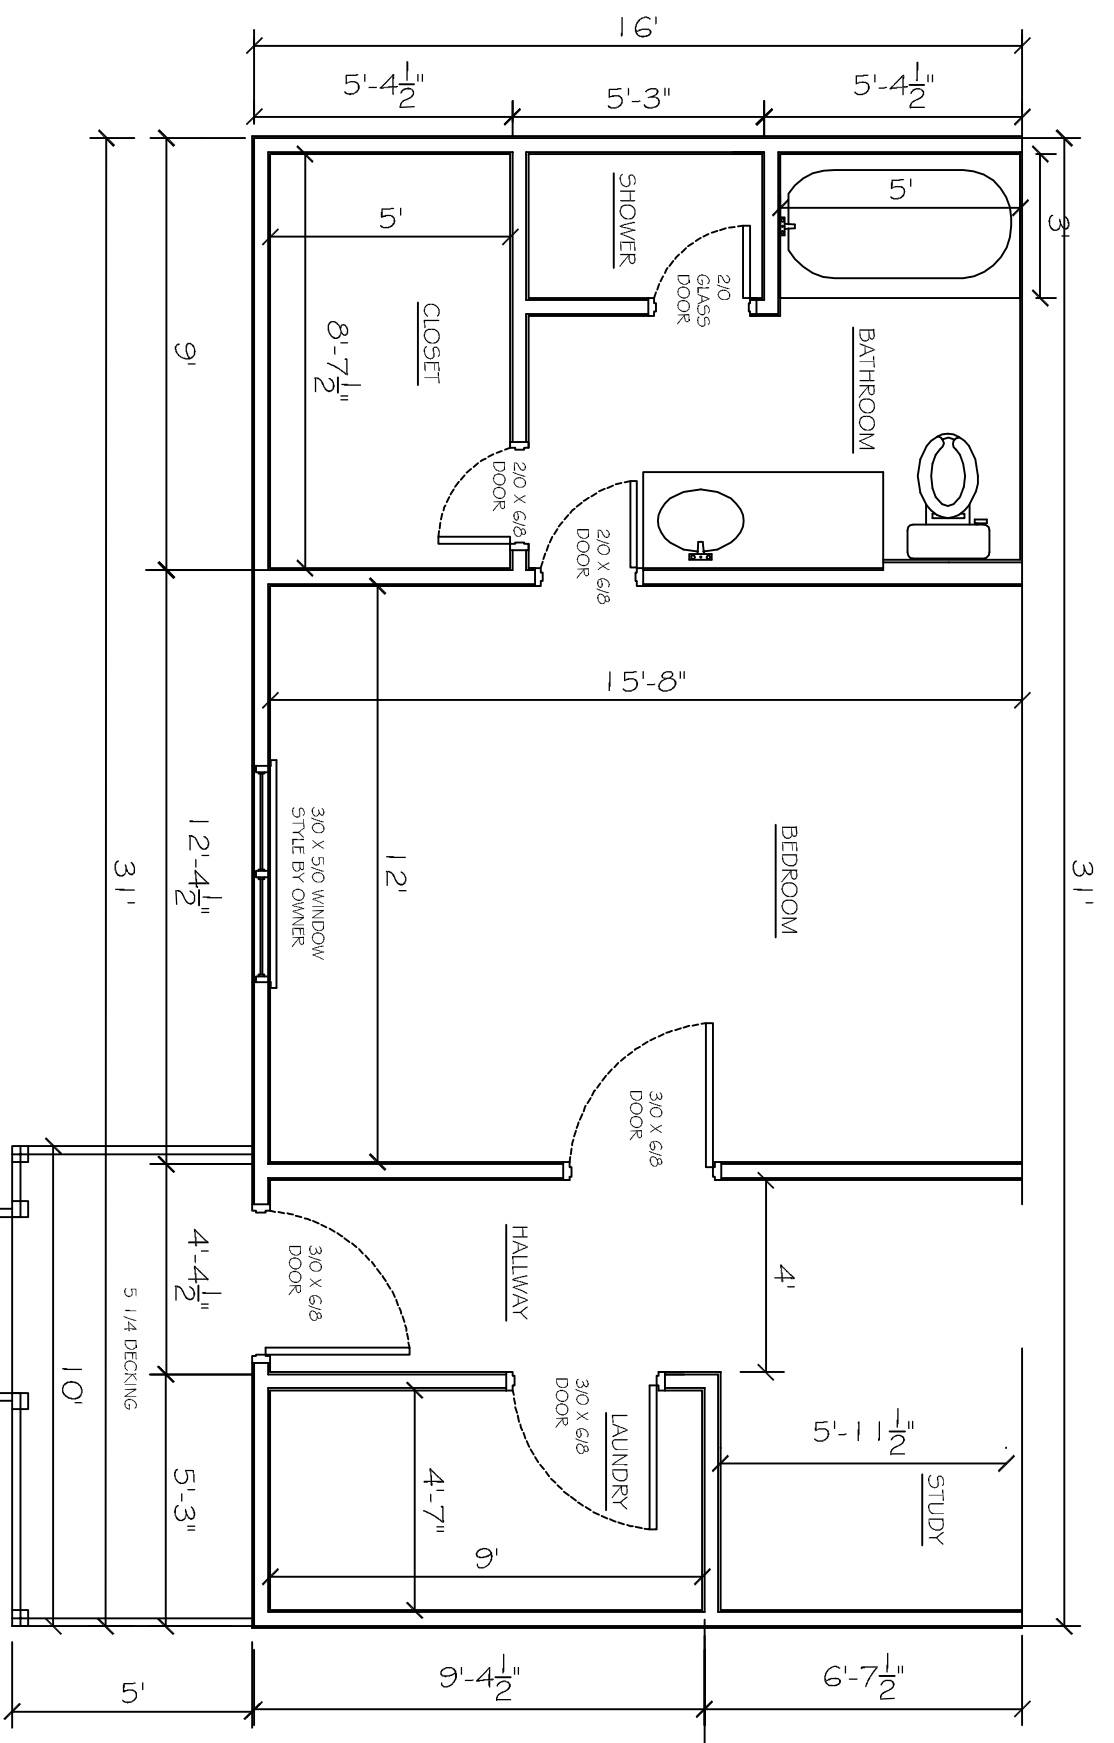 16'
5'-4 1/2"
5'-3"
5'-4 1/2"
SHOWER
5'
3'
5'
2/0
GLASS
DOOR
CLOSET
8'-7 1/2"
BATHROOM
9'
2/0 X 6/8
DOOR
2/0 X 6/8
DOOR
15'-8"
3/0 X 5/0 WINDOW
STYLE BY OWNER
12'
BEDROOM
12'-4 1/2"
31'
31'
3/0 X 6/8
DOOR
HALLWAY
4'
3/0 X 6/8
DOOR
4'-4 1/2"
5 1/4 DECKING
10'
3/0 X 6/8
DOOR
LAUNDRY
5'-11 1/2"
STUDY
4'-7"
5'-3"
9'
5'
9'-4 1/2"
6'-7 1/2"